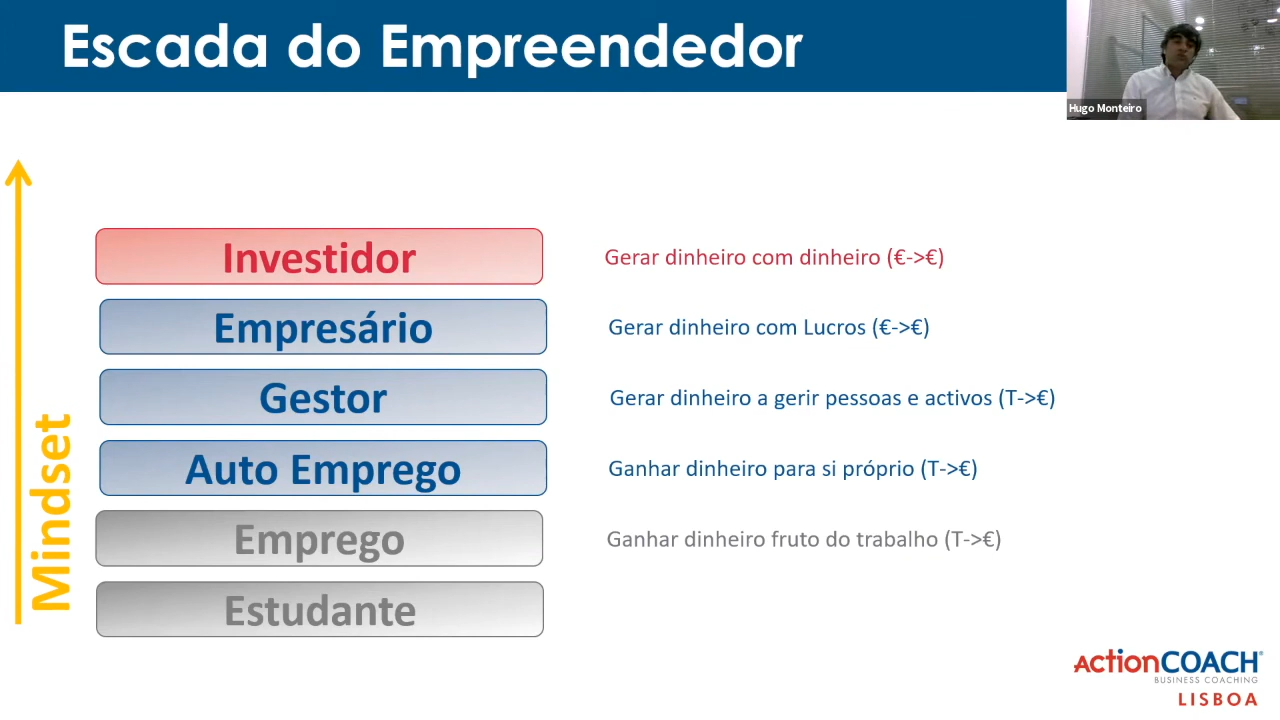 Escada do Empreendedor
Hugo Monteiro
Mindset
Investidor
Gerar dinheiro com dinheiro (€->€)
Empresário
Gerar dinheiro com Lucros (€->€)
Gestor
Gerar dinheiro a gerir pessoas e activos (T->€)
Auto Emprego
Ganhar dinheiro para si próprio (T->€)
Emprego
Ganhar dinheiro fruto do trabalho (T->€)
Estudante
ActionCOACH®
BUSINESS COACHING
LISBOA